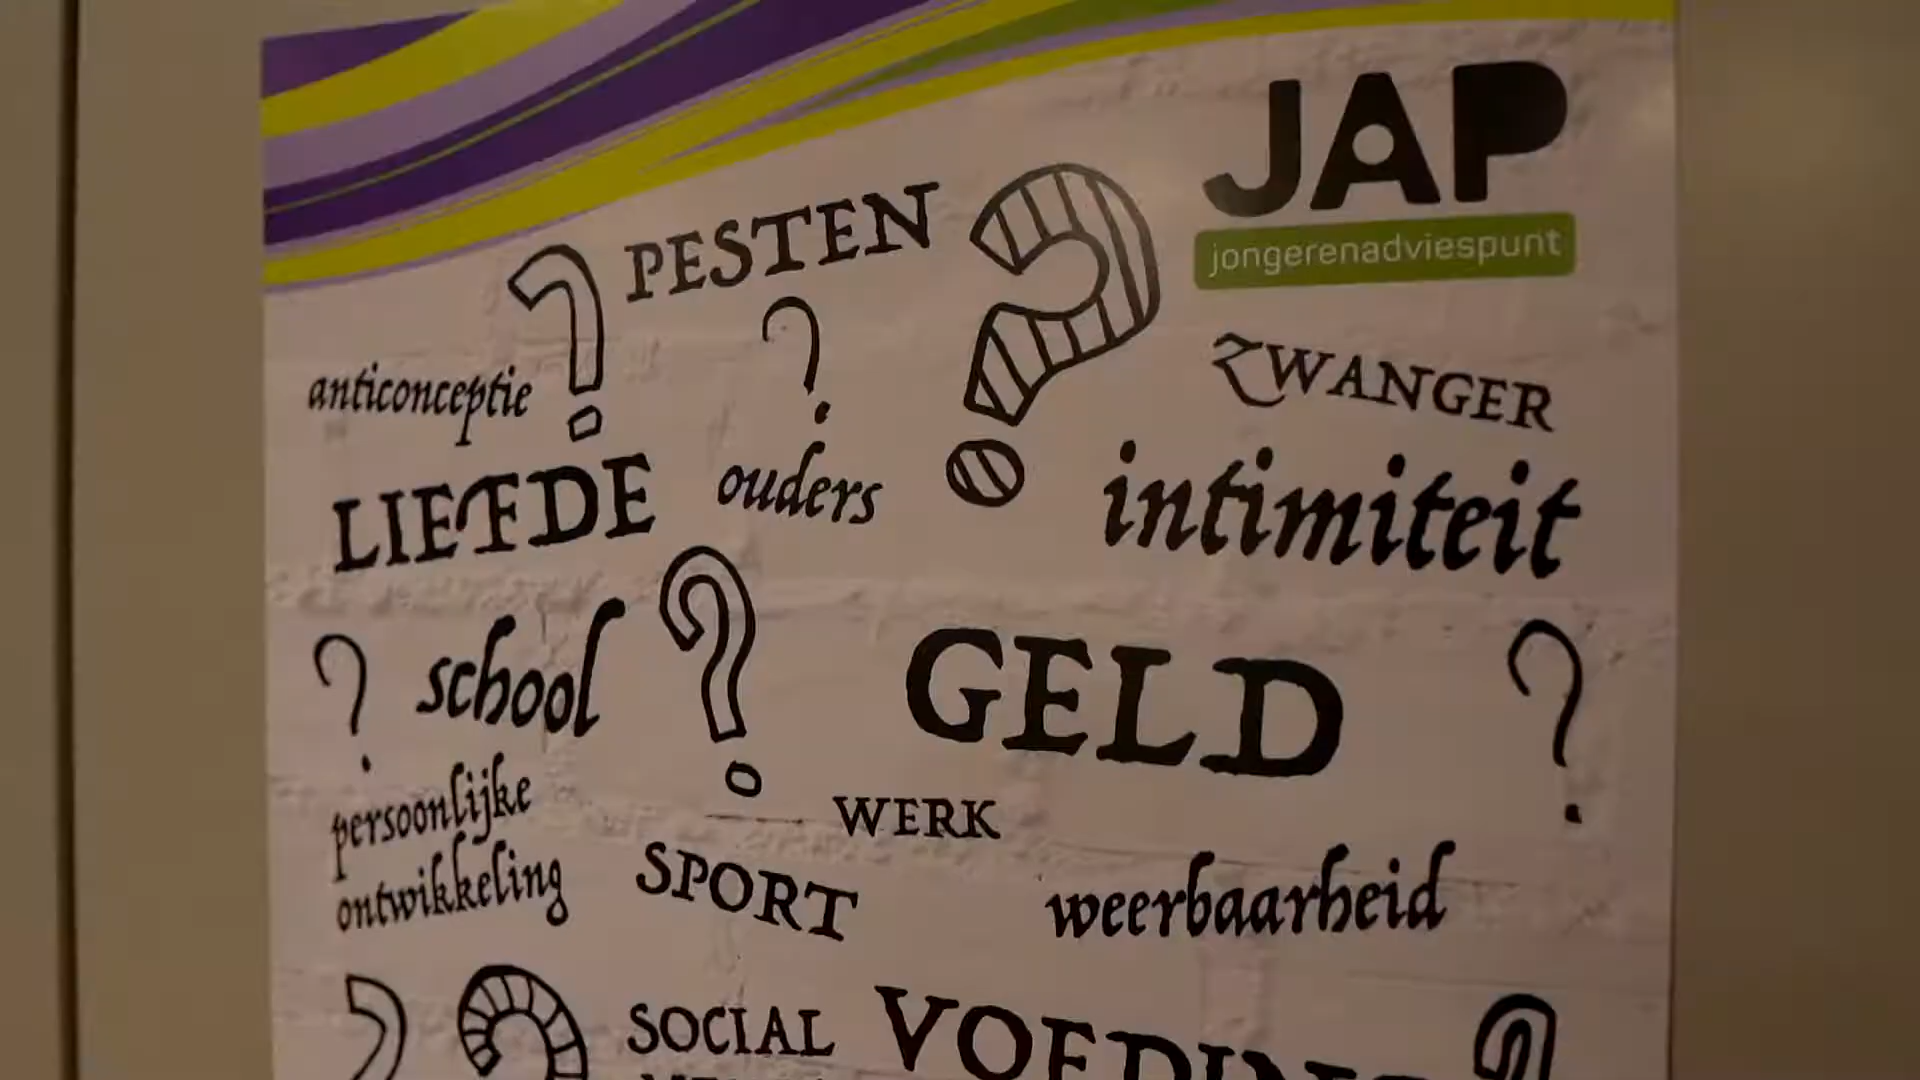 JAP
jongerenadviespunt
PESTEN
?
?
?
anticonceptie
ZWANGER
LIEFDE
ouders
intimiteit
?
school
?
GELD
?
persoonlijke
ontwikkeling
WERK
SPORT
weerbaarheid
SOCIAL